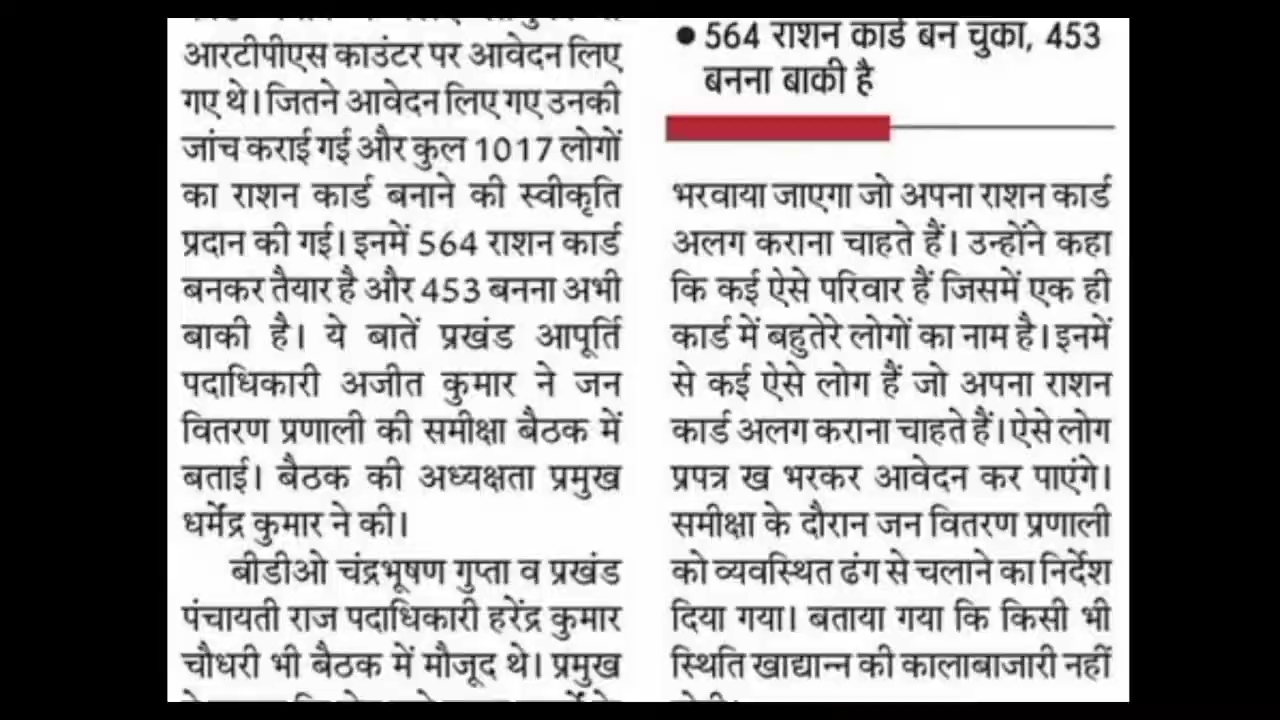 आरटीपीएस काउंटर पर आवेदन लिए
गए थे। जितने आवेदन लिए गए उनकी
जांच कराई गई और कुल 1017 लोगों
का राशन कार्ड बनाने की स्वीकृति
प्रदान की गई। इनमें 564 राशन कार्ड
बनकर तैयार है और 453 बनना अभी
बाकी है। ये बातें प्रखंड आपूर्ति
पदाधिकारी अजीत कुमार ने जन
वितरण प्रणाली की समीक्षा बैठक में
बताई। बैठक की अध्यक्षता प्रमुख
धर्मेंद्र कुमार ने की।
बीडीओ चंद्रभूषण गुप्ता व प्रखंड
पंचायती राज पदाधिकारी हरेंद्र कुमार
चौधरी भी बैठक में मौजूद थे। प्रमुख
● 564 राशन कार्ड बन चुका, 453
बनना बाकी है
भरवाया जाएगा जो अपना राशन कार्ड
अलग कराना चाहते हैं। उन्होंने कहा
कि कई ऐसे परिवार हैं जिसमें एक ही
कार्ड में बहुतेरे लोगों का नाम है। इनमें
से कई ऐसे लोग हैं जो अपना राशन
कार्ड अलग कराना चाहते हैं। ऐसे लोग
प्रपत्र ख भरकर आवेदन कर पाएंगे।
समीक्षा के दौरान जन वितरण प्रणाली
को व्यवस्थित ढंग से चलाने का निर्देश
दिया गया। बताया गया कि किसी भी
स्थिति खाद्यान्न की कालाबाजारी नहीं